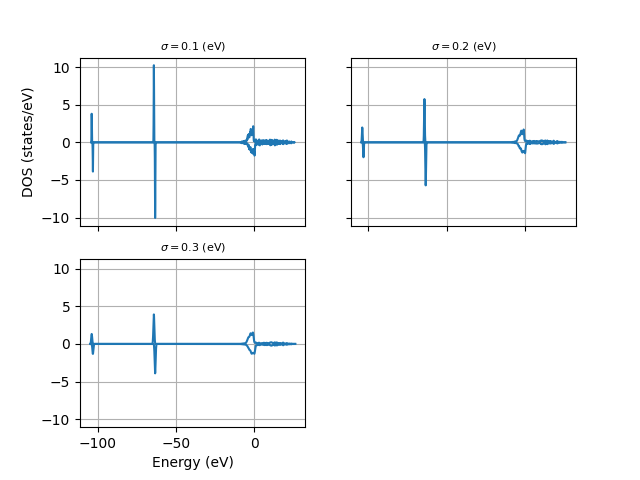 σ = 0.1 (eV)
σ = 0.2 (eV)
10
5
0
−5
−10
DOS (states/eV)
σ = 0.3 (eV)
10
5
0
−5
−10
−100
−50
0
Energy (eV)